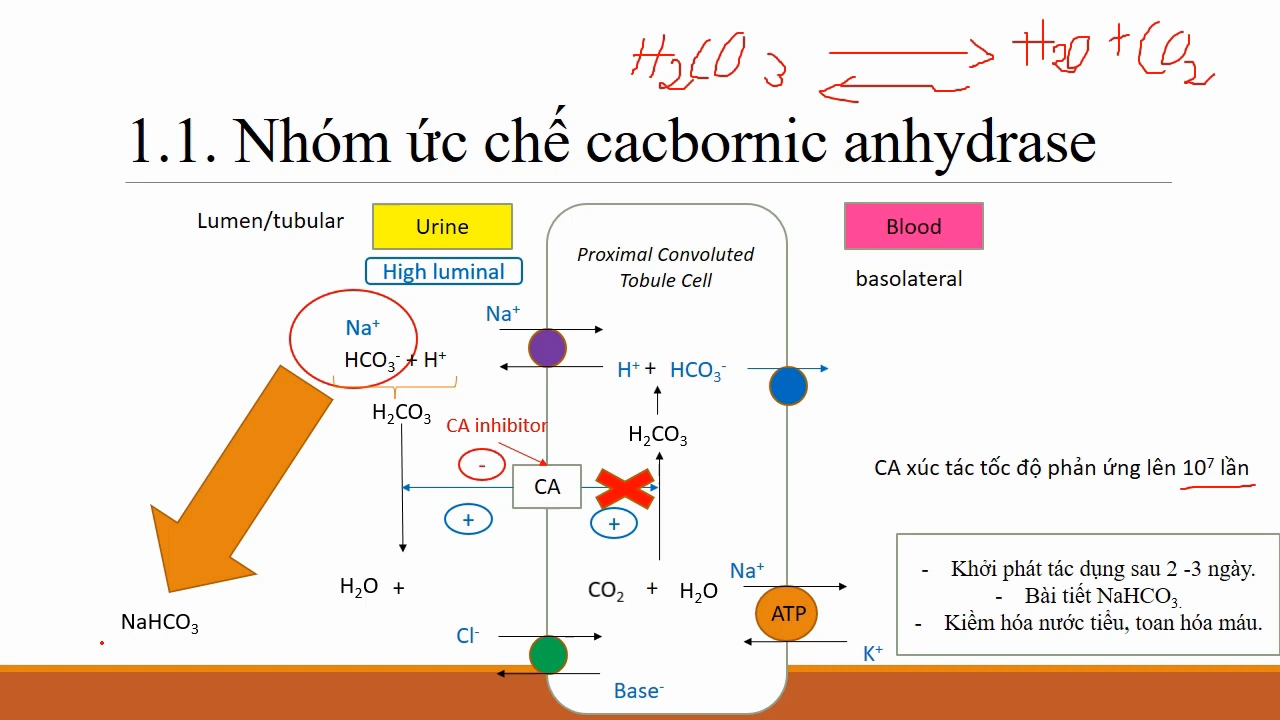 H₂CO₃ ⇌ H₂O + CO₂
1.1. Nhóm ức chế cacbornic anhydrase
Lumen/tubular
Urine
High luminal
Proximal Convoluted
Tobule Cell
Blood
basolateral
Na⁺
HCO₃⁻ + H⁺
H₂CO₃
Na⁺
H⁺ + HCO₃⁻
H₂CO₃
CA inhibitor
-
CA
+
+
CA xúc tác tốc độ phản ứng lên 10⁷ lần
H₂O +
CO₂ + H₂O
Na⁺
ATP
K⁺
NaHCO₃
Cl⁻
Base⁻
- Khởi phát tác dụng sau 2 -3 ngày.
- Bài tiết NaHCO₃.
- Kiềm hóa nước tiểu, toan hóa máu.